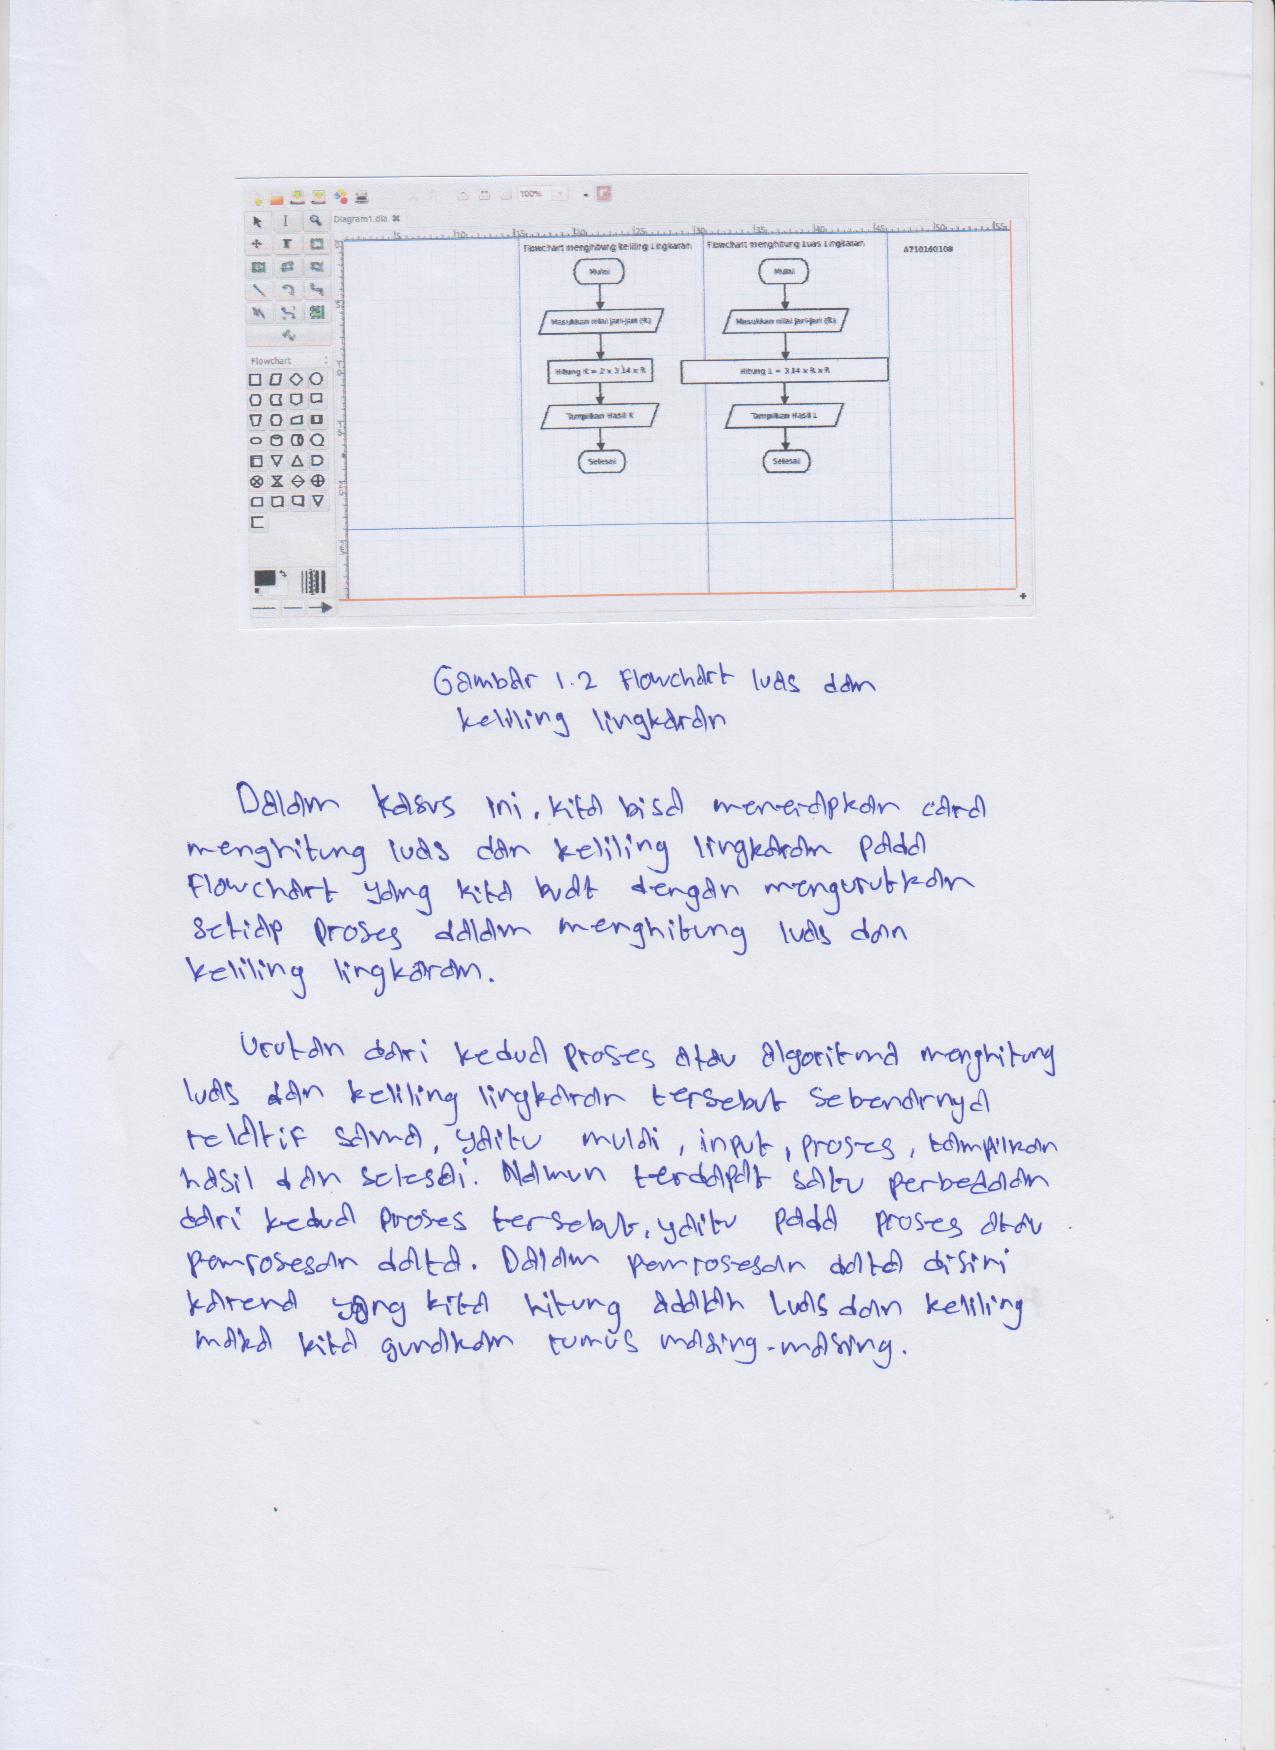 100%
Diagram1.dia
Flowchart menghitung Keliling Lingkaran
Flowchart menghitung Luas Lingkaran
A710160108
Mulai
Masukkan nilai jari-jari (R)
Hitung K = 2 x 3.14 x R
Tampilkan Hasil K
Selesai
Mulai
Masukkan nilai jari-jari (R)
Hitung L = 3.14 x R x R
Tampilkan Hasil L
Selesai
Flowchart
Gambar 1.2 Flowchart luas dan
keliling lingkaran
Dalam kasus ini, kita bisa menerapkan cara
menghitung luas dan keliling lingkaran pada
flowchart yang kita buat dengan mengurutkan
setiap proses dalam menghitung luas dan
keliling lingkaran.
Urutan dari kedua proses atau algoritma menghitung
luas dan keliling lingkaran tersebut sebenarnya
relatif sama, yaitu mulai, input, proses, tampilkan
hasil dan selesai. Namun terdapat satu perbedaan
dari kedua proses tersebut, yaitu pada proses atau
pemrosesan data. Dalam pemrosesan data disini
karena yang kita hitung adalah Luas dan keliling
maka kita gunakan rumus masing-masing.